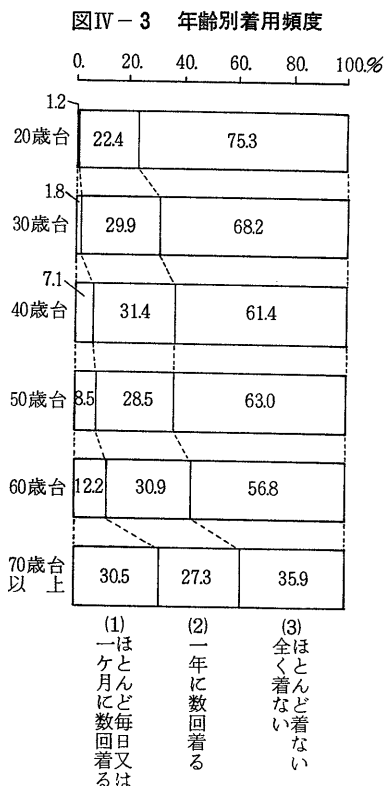 図Ⅳ－3　年齢別着用頻度
0. 20. 40. 60. 80. 100.%
1.2
20歳台 22.4 75.3
1.8
30歳台 29.9 68.2
7.1
40歳台 31.4 61.4
50歳台 8.5 28.5 63.0
60歳台 12.2 30.9 56.8
70歳台以上 30.5 27.3 35.9
(1)
ほとんど毎日又は
一ケ月に数回着る
(2)
一年に数回着る
(3)
ほとんど着ない
全く着ない